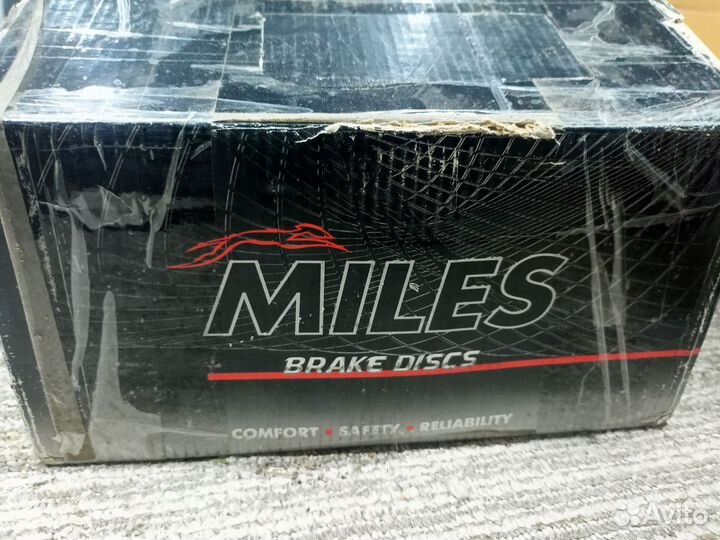 MILES
BRAKE DISCS
COMFORT • SAFETY • RELIABILITY
Avito